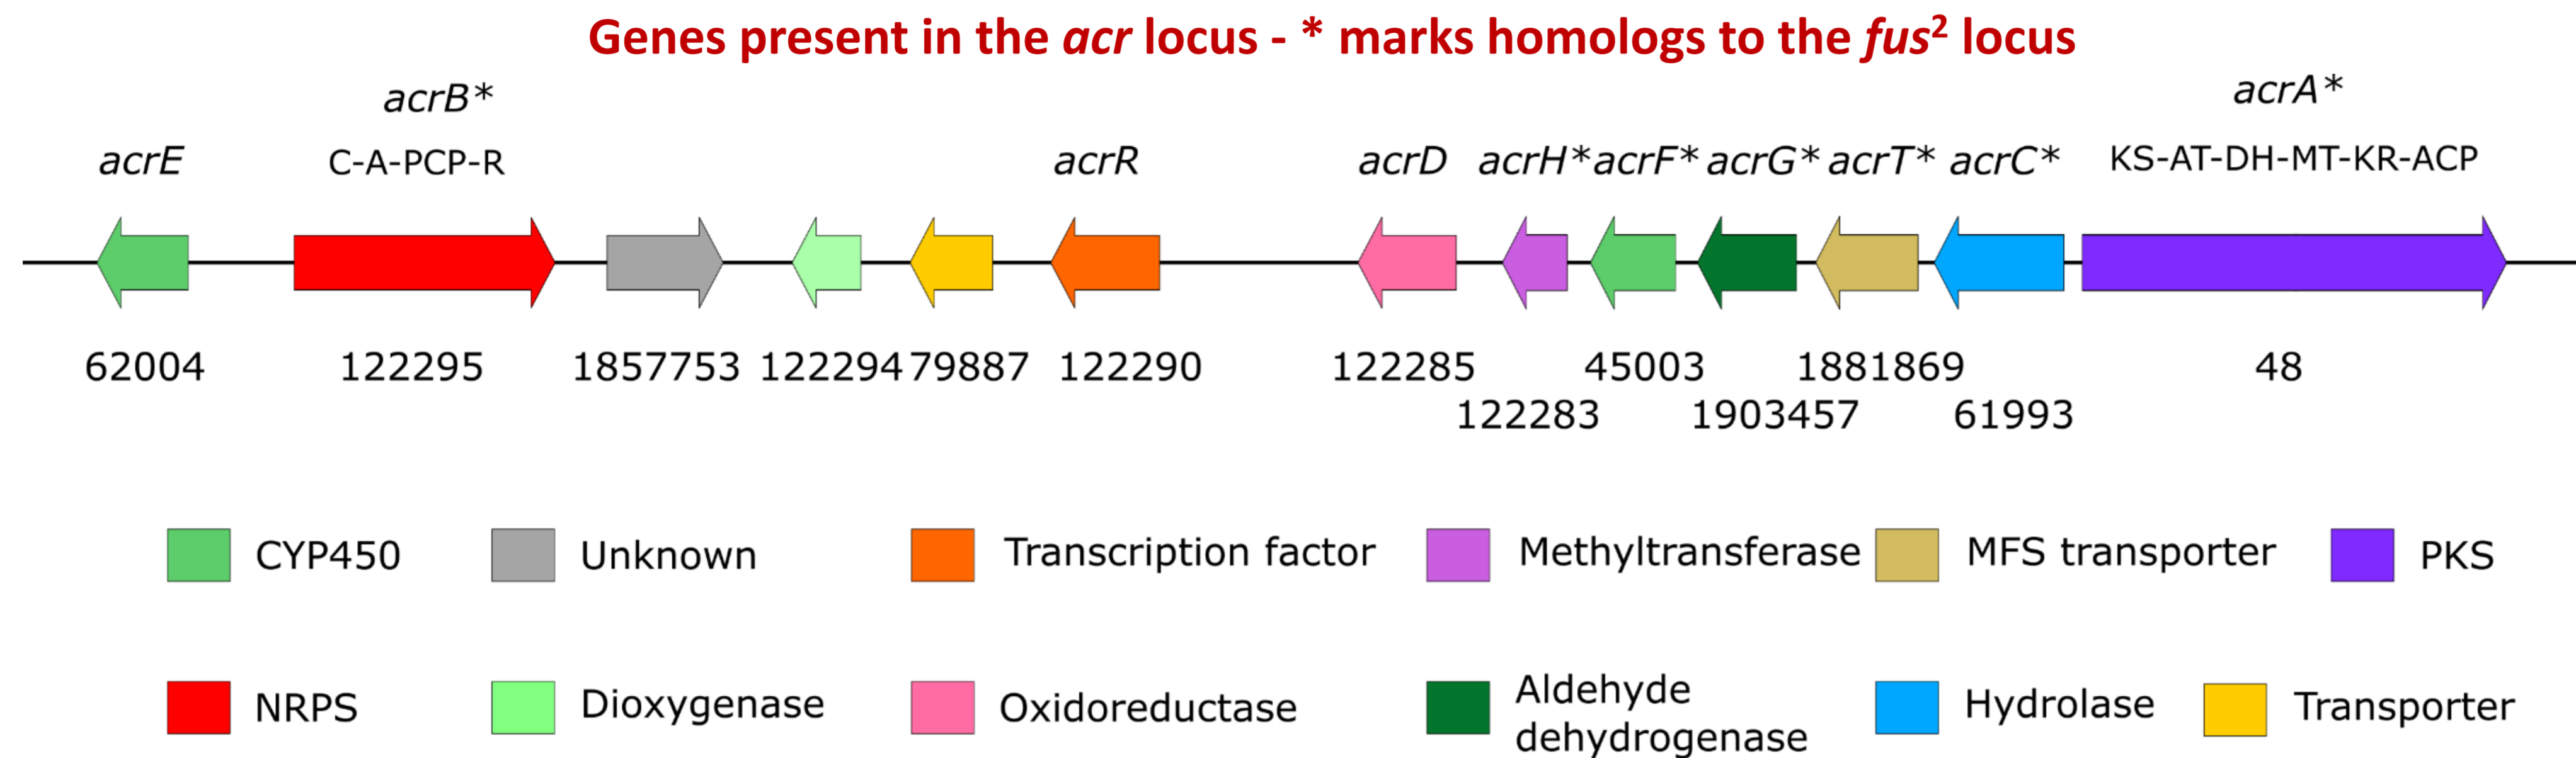 Genes present in the acr locus - * marks homologs to the fus² locus
acrB* acrA*
acrE C-A-PCP-R acrR acrD acrH* acrF* acrG* acrT* acrC* KS-AT-DH-MT-KR-ACP
62004 122295 1857753 122294 79887 122290 122285 45003 1881869 48
122283 1903457 61993
CYP450 Unknown Transcription factor Methyltransferase MFS transporter PKS
NRPS Dioxygenase Oxidoreductase Aldehyde Hydrolase Transporter
dehydrogenase